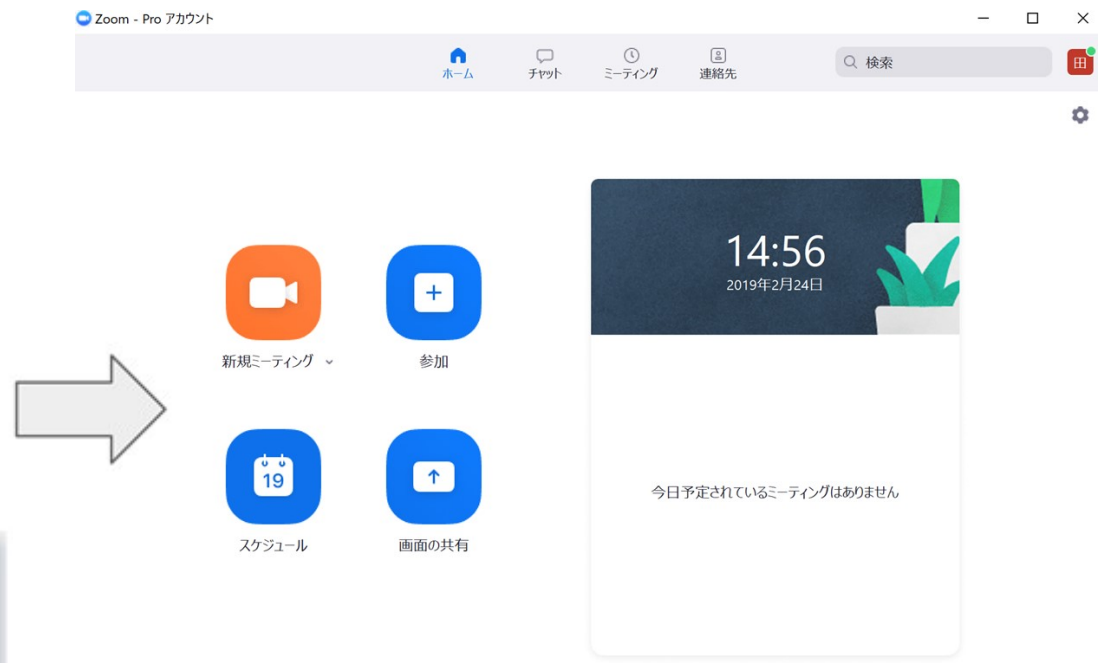 Zoom - Pro アカウント
ホーム
チャット
ミーティング
連絡先
検索
田
14:56
2019年2月24日
新規ミーティング
参加
19
スケジュール
画面の共有
今日予定されているミーティングはありません